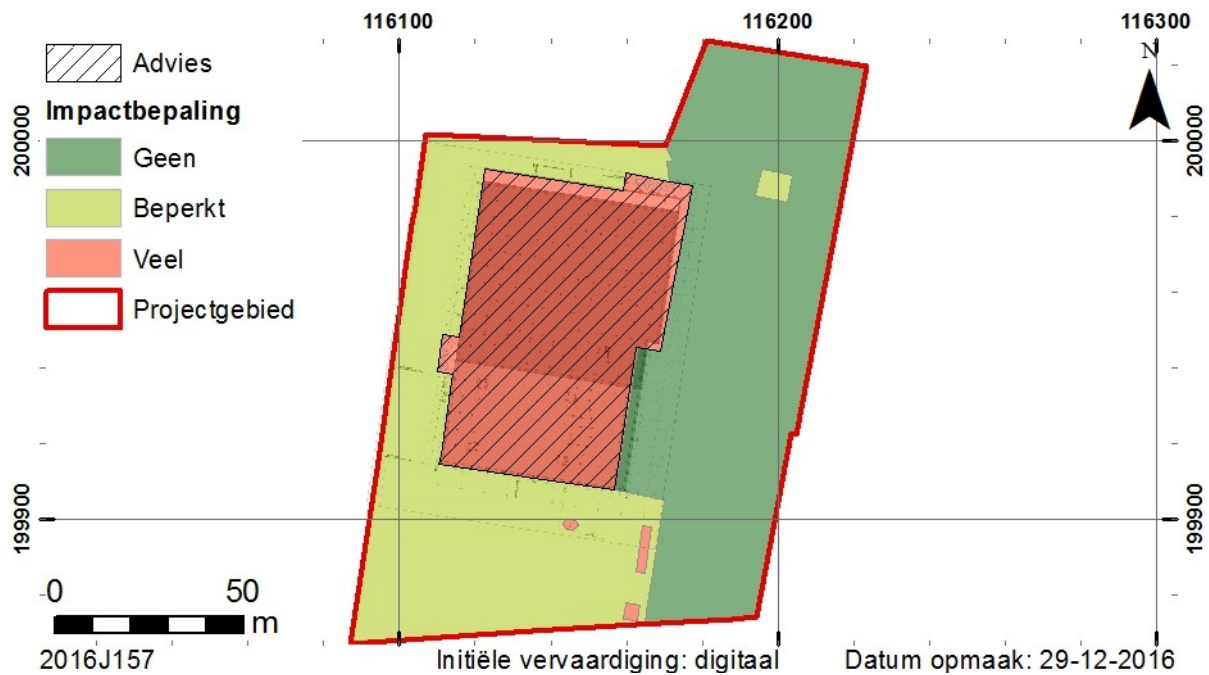 116100 116200 116300
N
Advies
Impactbepaling
Geen
Beperkt
Veel
Projectgebied
200000 200000
199900 199900
0 50
m
2016J157 Initiële vervaardiging: digitaal Datum opmaak: 29-12-2016